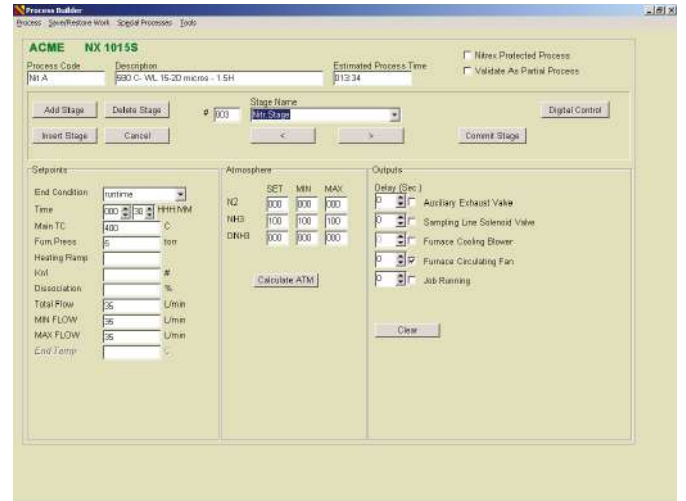 Process Builder
Process Save/Restore Work Special Processes Tools
ACME NX 1015S
Process Code Description Estimated Process Time
Nit A 580 C- WL 15-20 micros - 1.5H 013:34
Nitrex Protected Process
Validate As Partial Process
Add Stage Delete Stage # 003 Stage Name Nitr.Stage Digital Control
Insert Stage Cancel < > Commit Stage
Setpoints
End Condition runtime
Time 000 30 HHH:MM
Main TC 400 C
Furn.Press 5 torr
Heating Ramp
Knl #
Dissociation %
Total Flow 35 L/min
MIN FLOW 35 L/min
MAX FLOW 35 L/min
End Temp C
Atmosphere
SET MIN MAX
N2 000 000 000
NH3 100 100 100
DNH3 000 000 000
Calculate ATM
Outputs
Delay (Sec.)
0 Auxiliary Exhaust Valve
0 Sampling Line Solenoid Valve
0 Furnace Cooling Blower
0 Furnace Circulating Fan
0 Job Running
Clear